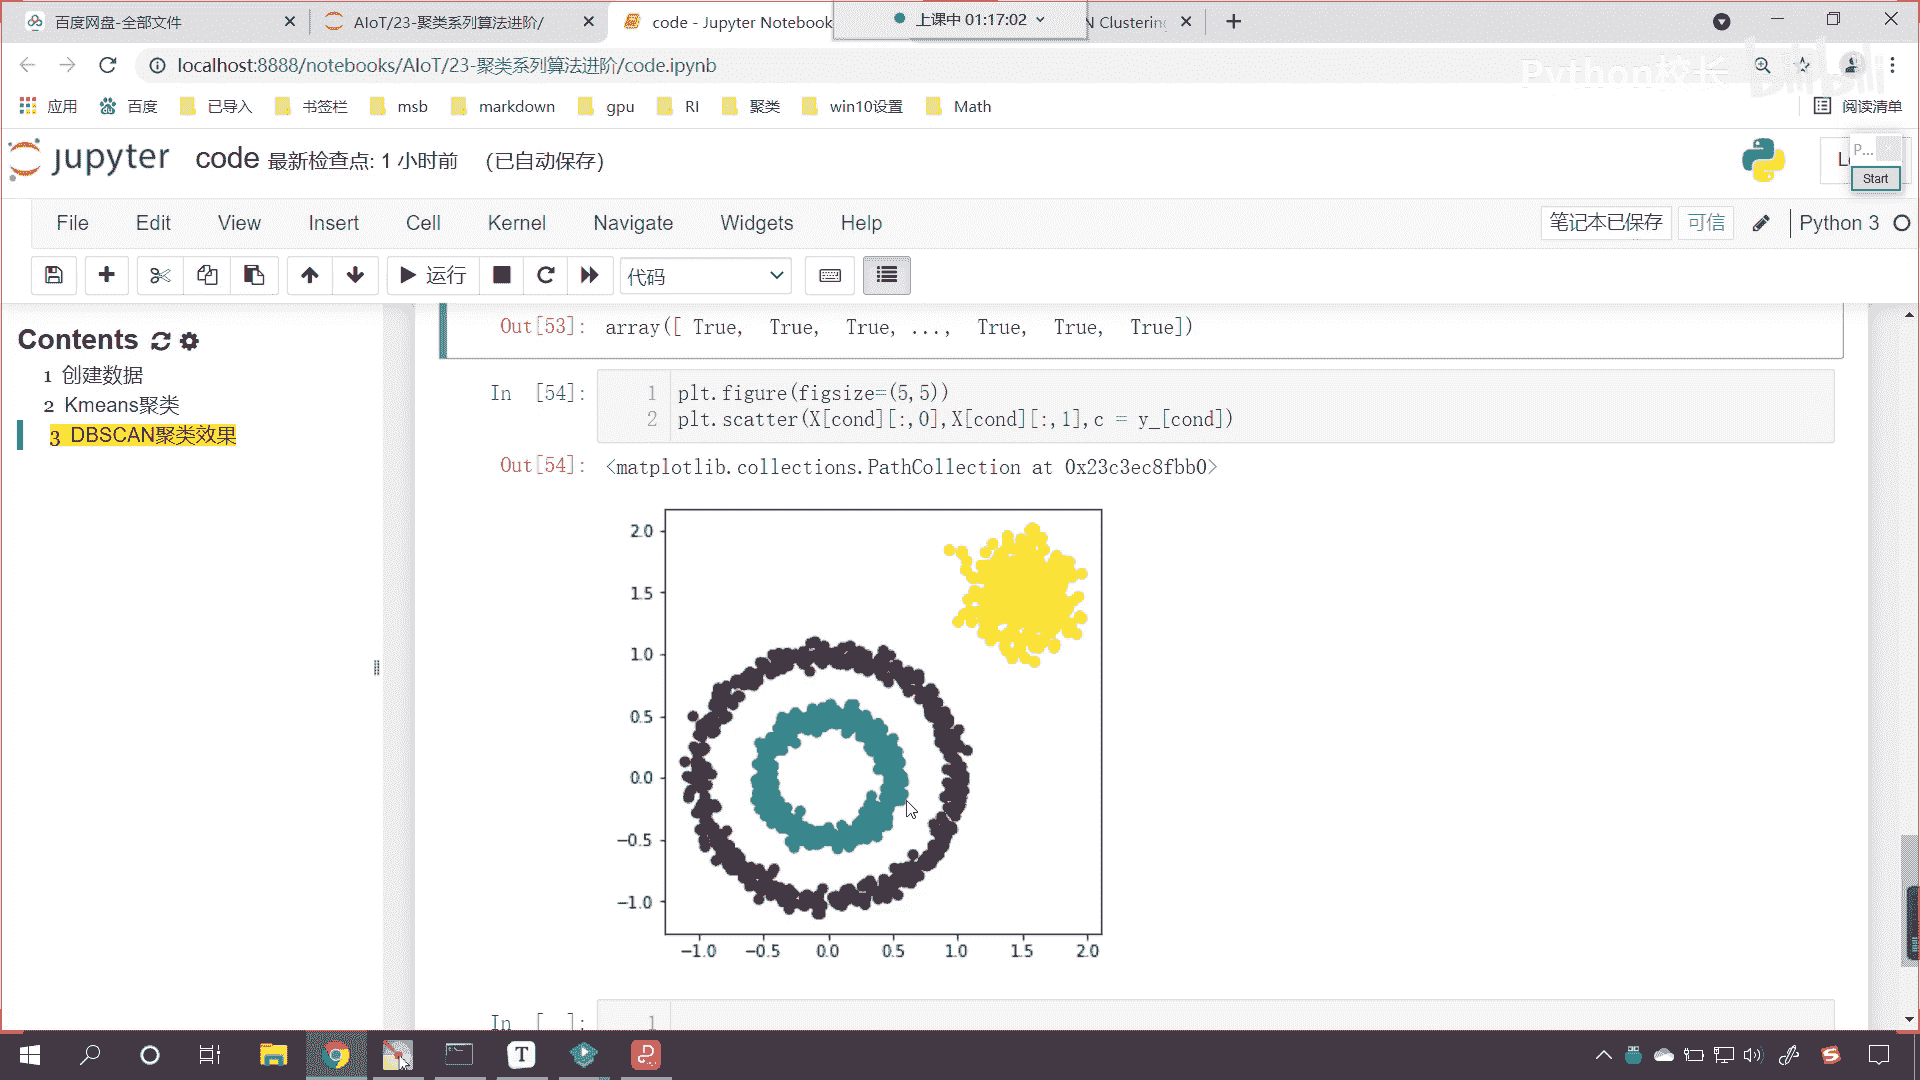 百度网盘-全部文件
AIoT/23-聚类系列算法进阶/
code - Jupyter Notebook
上课中 01:17:02
N Clustering
localhost:8888/notebooks/AIoT/23-聚类系列算法进阶/code.ipynb
Python校长
bilibili
应用
百度
已导入
书签栏
msb
markdown
gpu
RI
聚类
win10设置
Math
阅读清单
jupyter
code 最新检查点: 1 小时前 (已自动保存)
P...
Start
File Edit View Insert Cell Kernel Navigate Widgets Help
笔记本已保存
可信
Python 3
运行
代码
Contents
1 创建数据
2 Kmeans聚类
3 DBSCAN聚类效果
Out[53]: array([ True, True, True, ..., True, True, True])
In [54]:
1 plt.figure(figsize=(5,5))
2 plt.scatter(X[cond][:,0],X[cond][:,1],c = y_[cond])
Out[54]: <matplotlib.collections.PathCollection at 0x23c3ec8fbb0>
2.0
1.5
1.0
0.5
0.0
−0.5
−1.0
−1.0 −0.5 0.0 0.5 1.0 1.5 2.0
In [ ]: 1